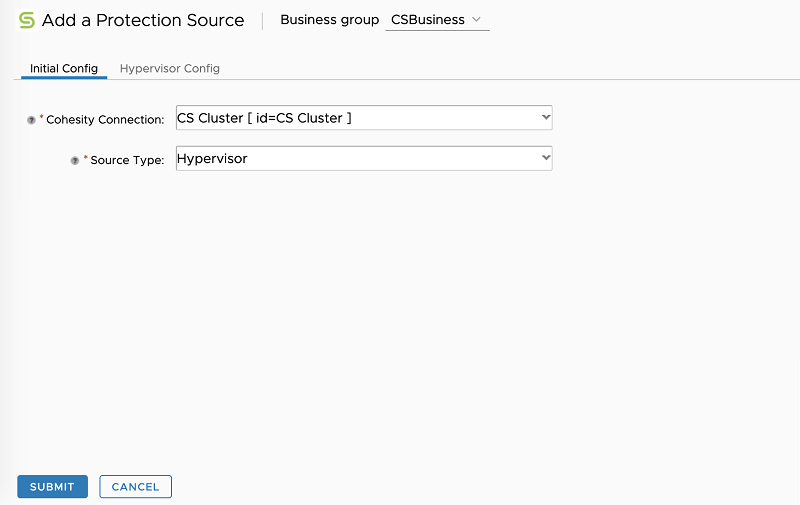 Add a Protection Source Business group CSBusiness
Initial Config Hypervisor Config
* Cohesity Connection: CS Cluster [ id=CS Cluster ]
* Source Type: Hypervisor
SUBMIT CANCEL